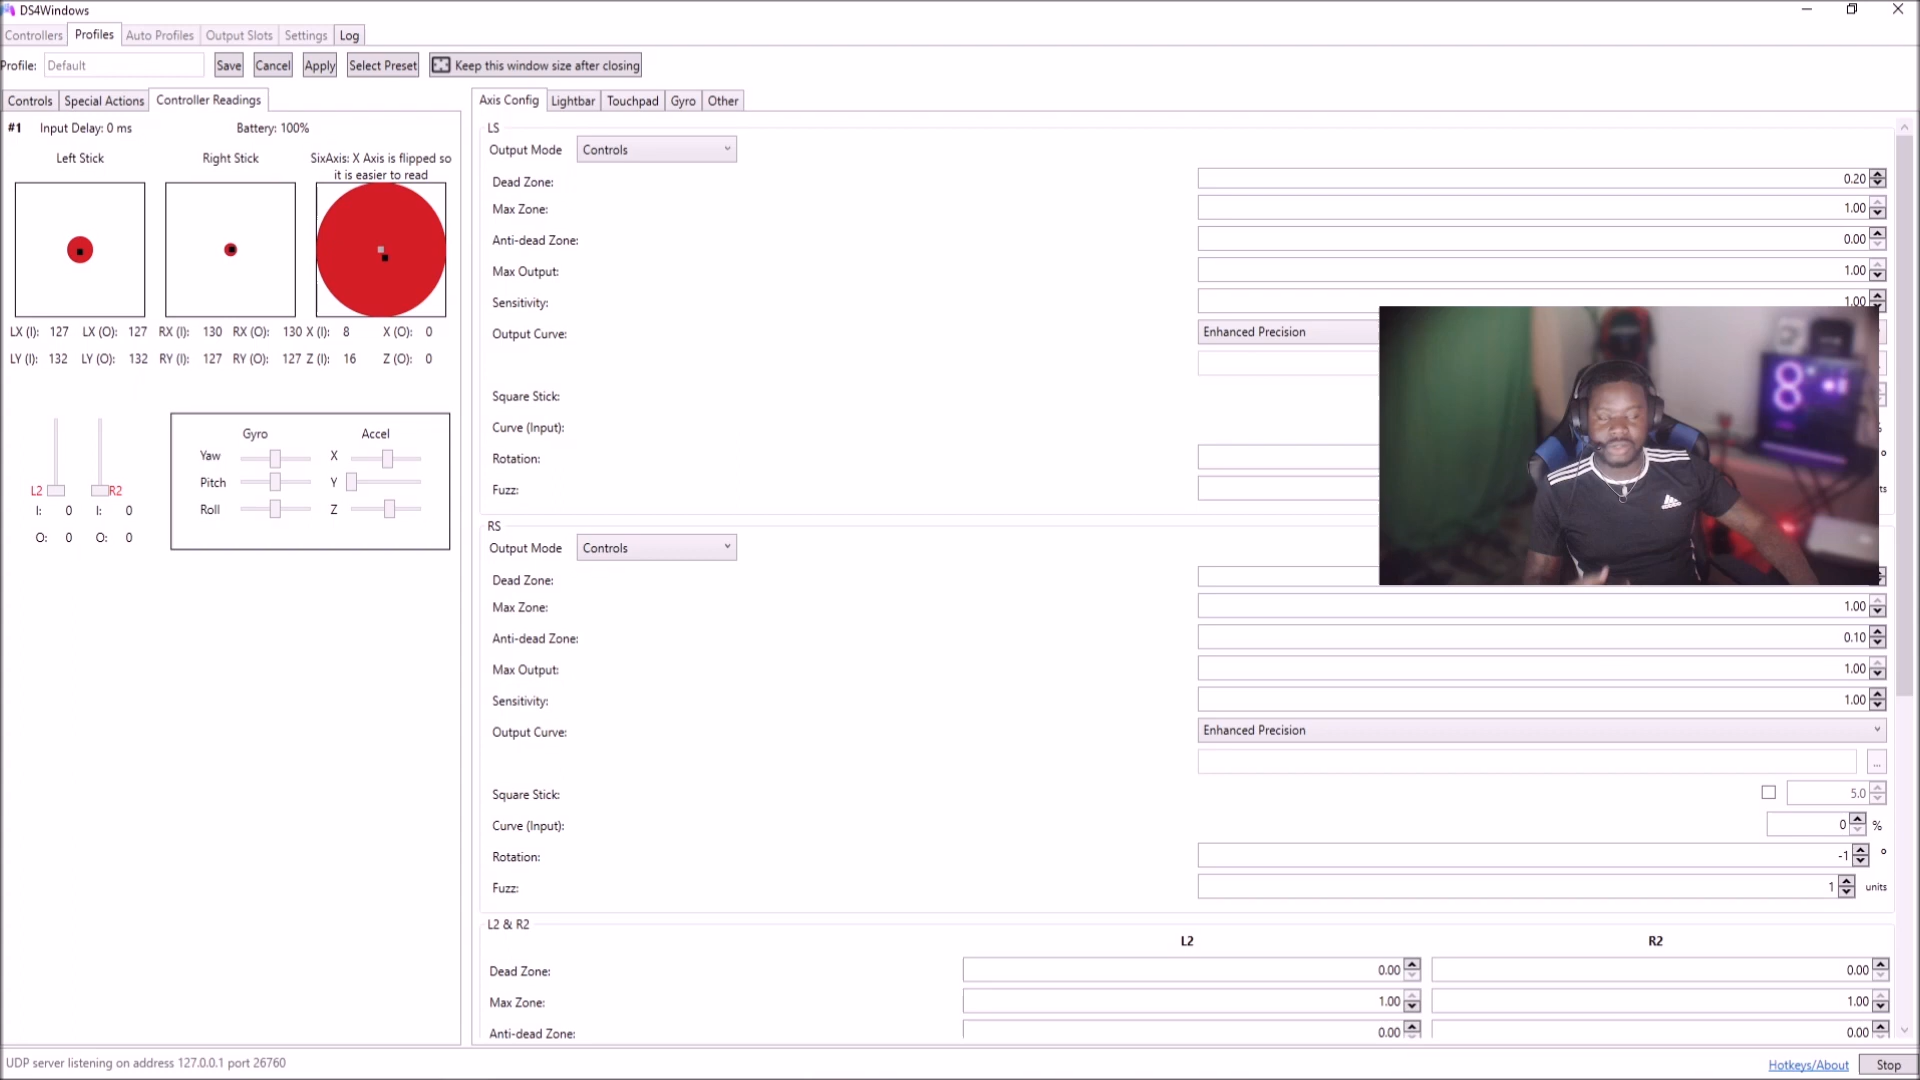 DS4Windows
Controllers Profiles Auto Profiles Output Slots Settings Log
Profile: Default Save Cancel Apply Select Preset Keep this window size after closing
Controls Special Actions Controller Readings
#1 Input Delay: 0 ms Battery: 100%
Left Stick Right Stick SixAxis: X Axis is flipped so
it is easier to read
LX (I): 127 LX (O): 127 RX (I): 130 RX (O): 130 X (I): 8 X (O): 0
LY (I): 132 LY (O): 132 RY (I): 127 RY (O): 127 Z (I): 16 Z (O): 0
Gyro Accel
Yaw X
Pitch Y
Roll Z
L2 R2
I: 0 I: 0
O: 0 O: 0
Axis Config Lightbar Touchpad Gyro Other
LS
Output Mode Controls
Dead Zone: 0.20
Max Zone: 1.00
Anti-dead Zone: 0.00
Max Output: 1.00
Sensitivity: 1.00
Output Curve: Enhanced Precision
Square Stick:
Curve (Input):
Rotation: °
Fuzz:
RS
Output Mode Controls
Dead Zone:
Max Zone: 1.00
Anti-dead Zone: 0.10
Max Output: 1.00
Sensitivity: 1.00
Output Curve: Enhanced Precision
...
Square Stick: 5.0
Curve (Input): 0 %
Rotation: -1 °
Fuzz: 1 units
L2 & R2
L2 R2
Dead Zone: 0.00 0.00
Max Zone: 1.00 1.00
Anti-dead Zone: 0.00 0.00
UDP server listening on address 127.0.0.1 port 26760
Hotkeys/About Stop